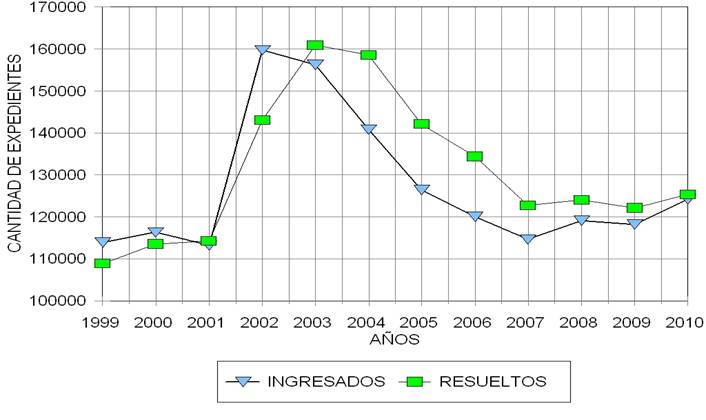 170000
160000
150000
140000
130000
120000
110000
100000
CANTIDAD DE EXPEDIENTES
1999 2000 2001 2002 2003 2004 2005 2006 2007 2008 2009 2010
AÑOS
INGRESADOS RESUELTOS